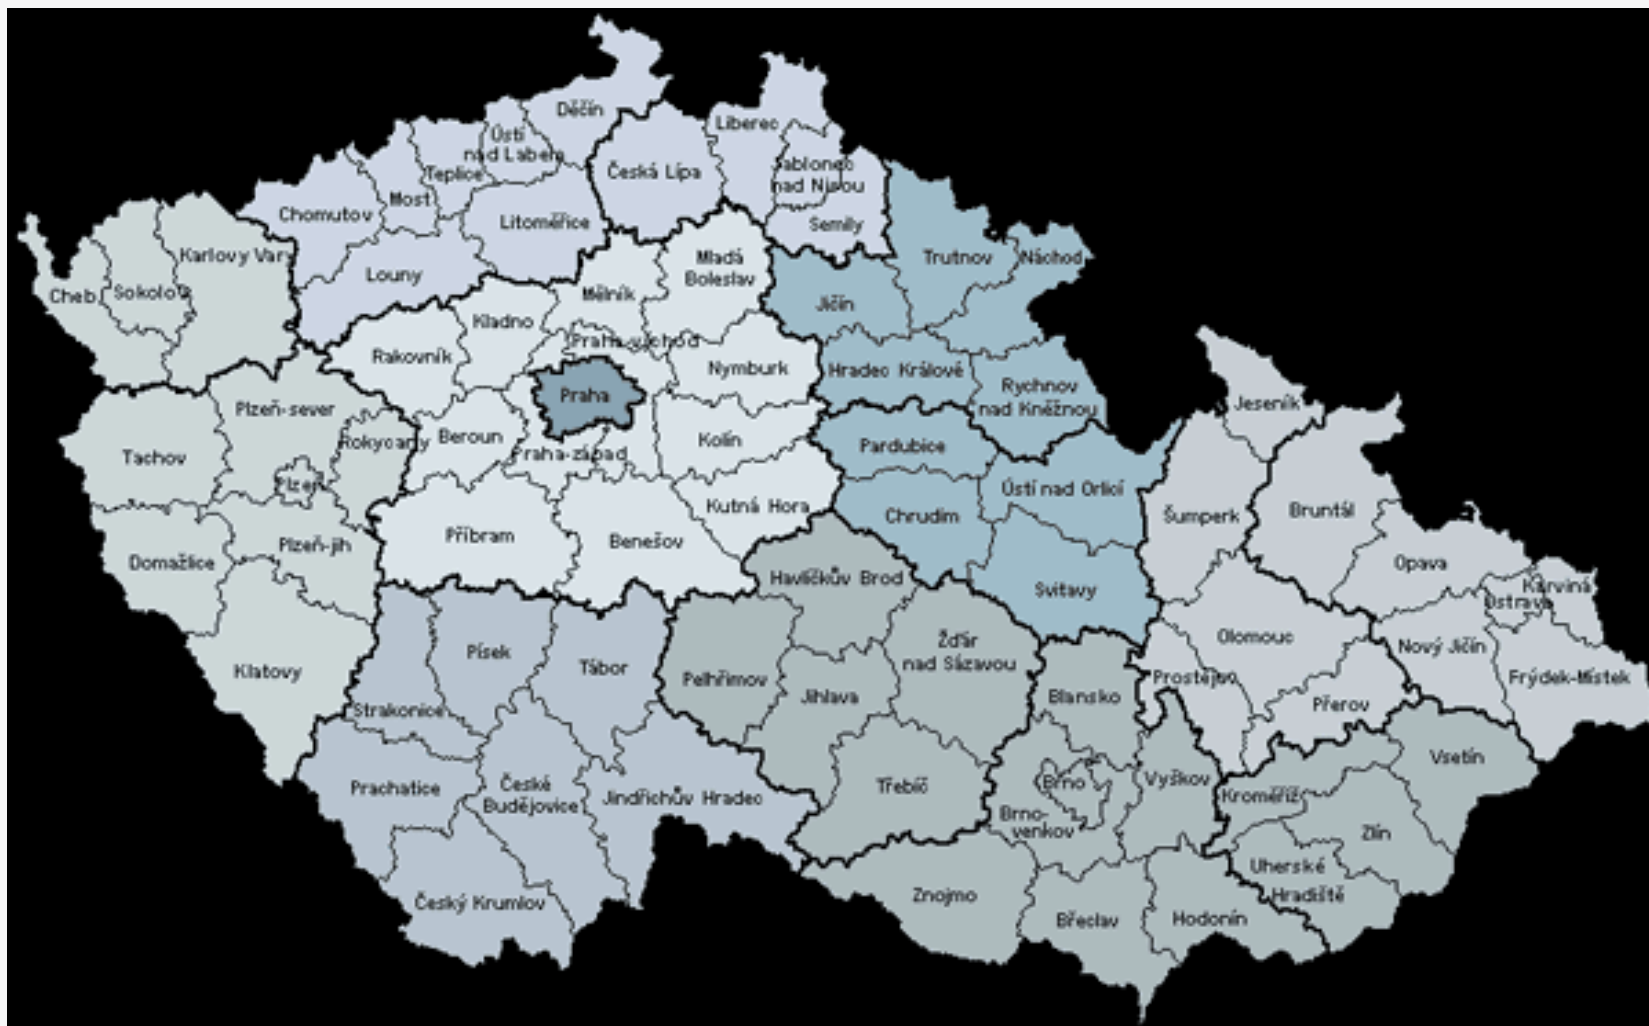 Děčín
Liberec
Ústí
nad Labem
Jablonec
nad Nisou
Česká Lípa
Teplice
Most
Chomutov
Litoměřice
Semily
Karlovy Vary
Louny
Mladá
Boleslav
Trutnov
Náchod
Cheb
Sokolov
Mělník
Jičín
Kladno
Praha-východ
Rakovník
Nymburk
Hradec Králové
Rychnov
nad Kněžnou
Praha
Jeseník
Plzeň-sever
Rokycany
Beroun
Kolín
Pardubice
Tachov
Praha-západ
Plzeň
Ústí nad Orlicí
Kutná Hora
Chrudim
Šumperk
Bruntál
Příbram
Benešov
Plzeň-jih
Domažlice
Havlíčkův Brod
Svitavy
Opava
Karviná
Ostrava
Písek
Tábor
Žďár
nad Sázavou
Olomouc
Nový Jičín
Klatovy
Pelhřimov
Jihlava
Blansko
Prostějov
Přerov
Frýdek-Místek
Strakonice
Vsetín
Prachatice
České
Budějovice
Jindřichův Hradec
Třebíč
Brno
Vyškov
Kroměříž
Brno-
venkov
Zlín
Uherské
Hradiště
Český Krumlov
Znojmo
Břeclav
Hodonín